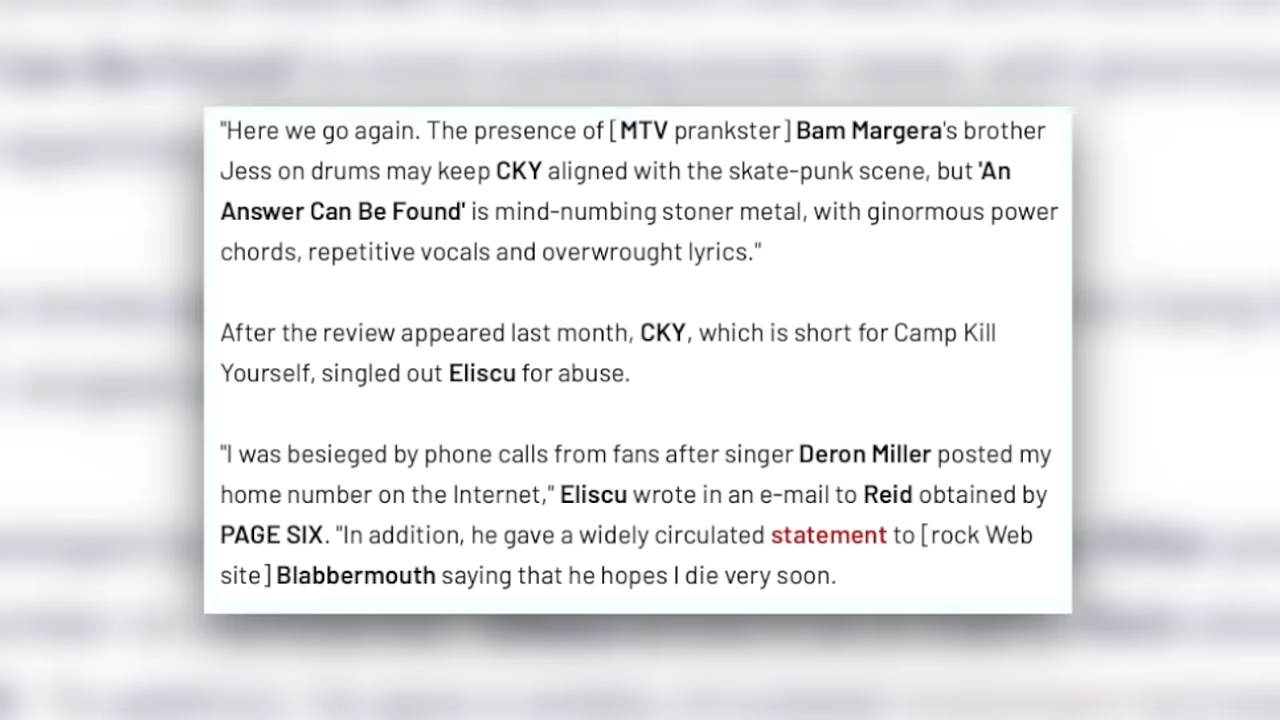 "Here we go again. The presence of [MTV prankster] Bam Margera's brother
Jess on drums may keep CKY aligned with the skate-punk scene, but 'An
Answer Can Be Found' is mind-numbing stoner metal, with ginormous power
chords, repetitive vocals and overwrought lyrics."
After the review appeared last month, CKY, which is short for Camp Kill
Yourself, singled out Eliscu for abuse.
"I was besieged by phone calls from fans after singer Deron Miller posted my
home number on the Internet," Eliscu wrote in an e-mail to Reid obtained by
PAGE SIX. "In addition, he gave a widely circulated statement to [rock Web
site] Blabbermouth saying that he hopes I die very soon.